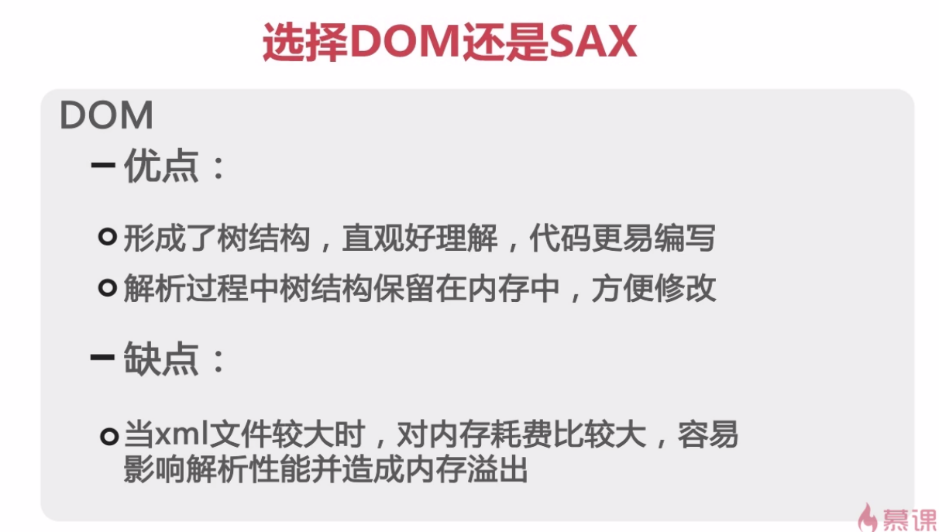 选择DOM还是SAX
DOM
– 优点：
形成了树结构，直观好理解，代码更易编写
解析过程中树结构保留在内存中，方便修改
– 缺点：
当xml文件较大时，对内存耗费比较大，容易
影响解析性能并造成内存溢出
慕课